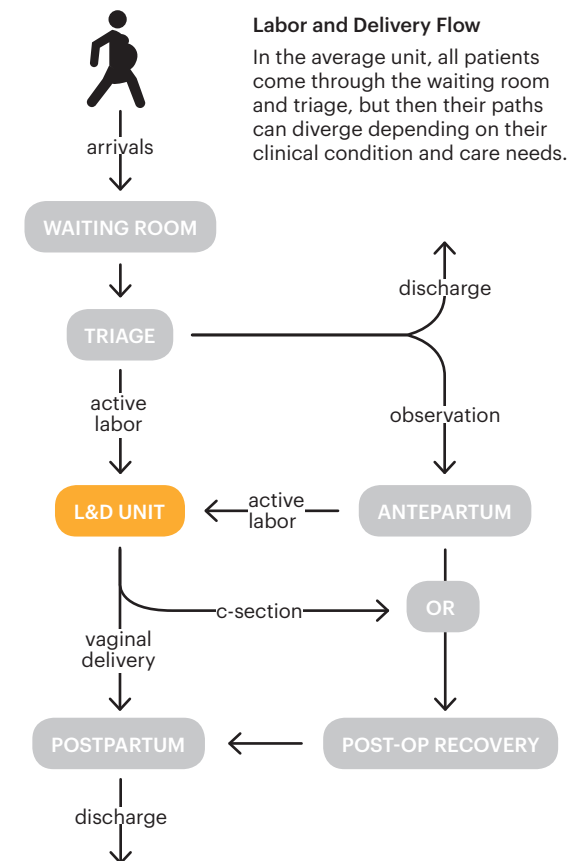 Labor and Delivery Flow
In the average unit, all patients
come through the waiting room
and triage, but then their paths
can diverge depending on their
clinical condition and care needs.
arrivals
WAITING ROOM
discharge
TRIAGE
active
labor
observation
L&D UNIT
active
labor
ANTEPARTUM
c-section
OR
vaginal
delivery
POSTPARTUM
POST-OP RECOVERY
discharge